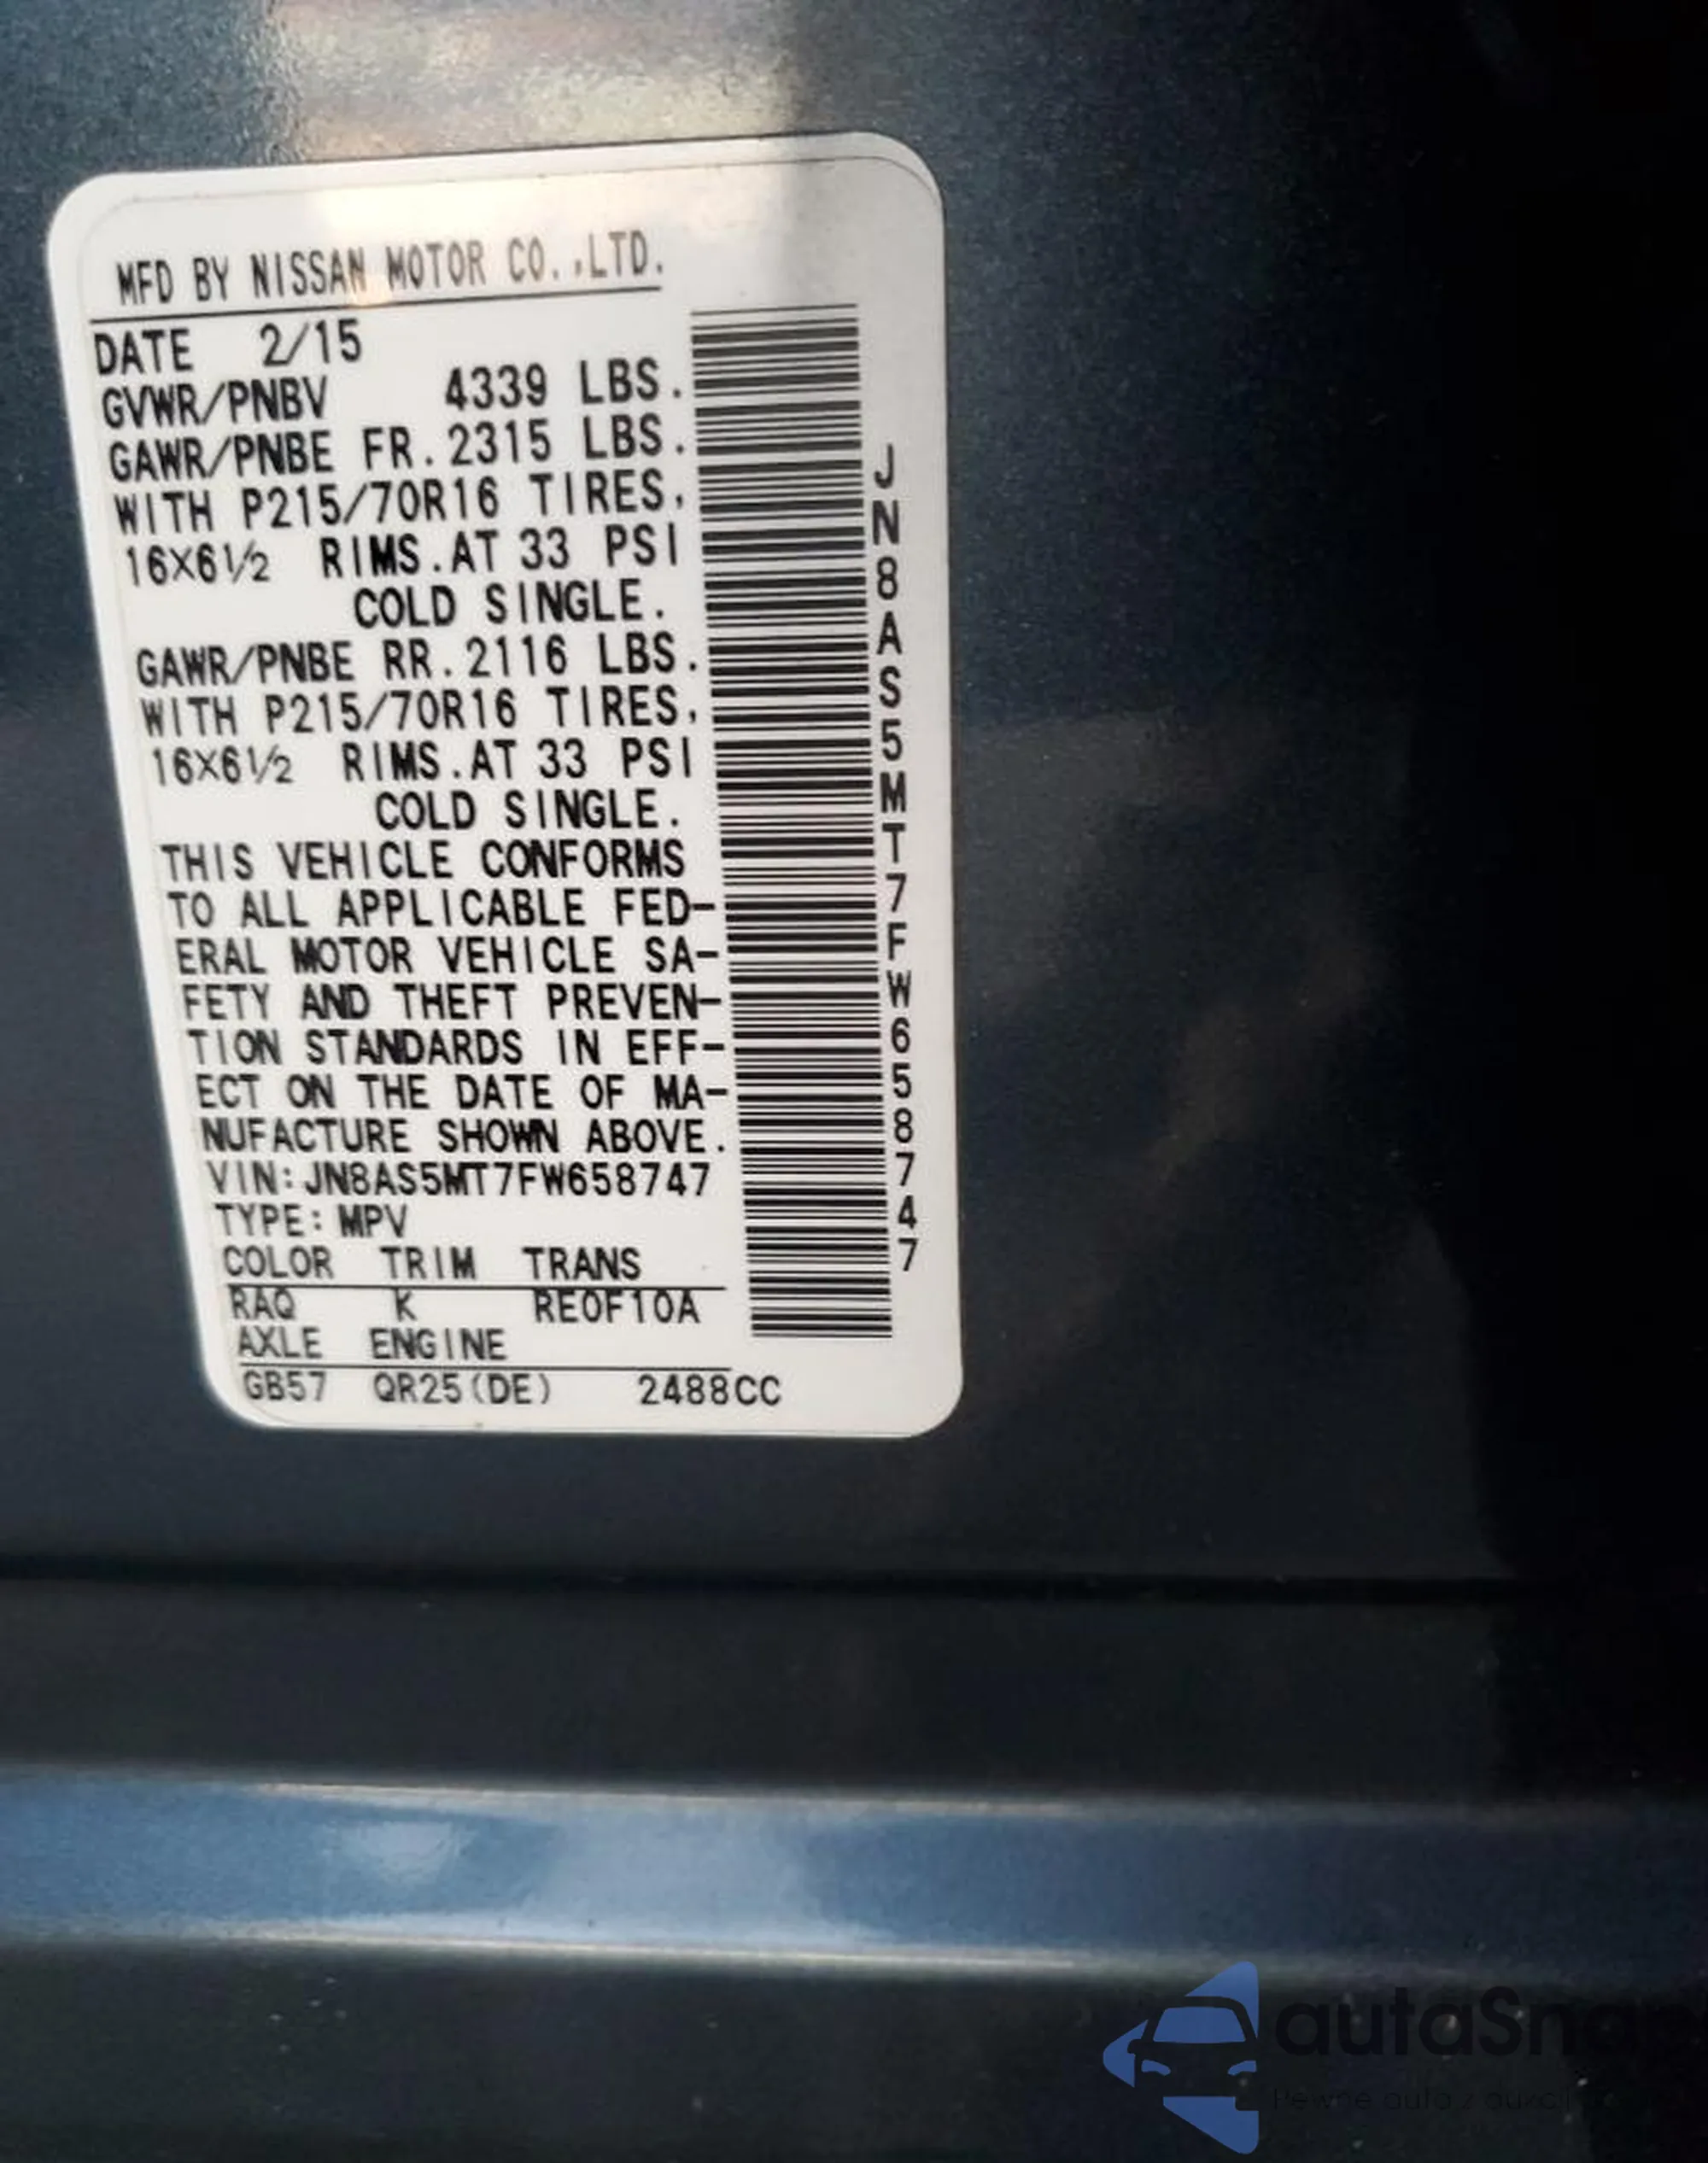 MFD BY NISSAN MOTOR CO.,LTD.
DATE 2/15
GVWR/PNBV 4339 LBS.
GAWR/PNBE FR.2315 LBS.
WITH P215/70R16 TIRES,
16X6½ RIMS.AT 33 PSI
COLD SINGLE.
GAWR/PNBE RR.2116 LBS.
WITH P215/70R16 TIRES,
16X6½ RIMS.AT 33 PSI
COLD SINGLE.
THIS VEHICLE CONFORMS
TO ALL APPLICABLE FED-
ERAL MOTOR VEHICLE SA-
FETY AND THEFT PREVEN-
TION STANDARDS IN EFF-
ECT ON THE DATE OF MA-
NUFACTURE SHOWN ABOVE.
VIN:JN8AS5MT7FW658747
TYPE:MPV
COLOR TRIM TRANS
RAQ K RE0F10A
AXLE ENGINE
GB57 QR25(DE) 2488CC
JN8AS5MT7FW658747
Pewne auta z